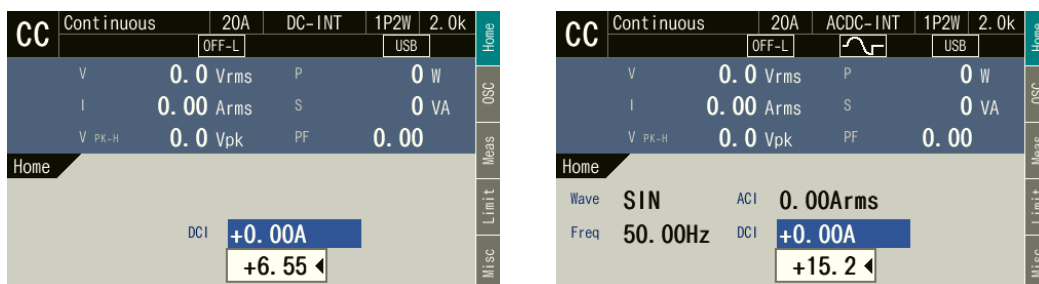 CC Continuous 20A DC-INT 1P2W 2.0k
OFF-L USB
V 0.0 Vrms P 0 W
I 0.00 Arms S 0 VA
V PK-H 0.0 Vpk PF 0.00
Home
DCI +0.00A
+6.55
Home
OSC
Meas
Limit
Misc
CC Continuous 20A ACDC-INT 1P2W 2.0k
OFF-L USB
V 0.0 Vrms P 0 W
I 0.00 Arms S 0 VA
V PK-H 0.0 Vpk PF 0.00
Home
Wave SIN ACI 0.00Arms
Freq 50.00Hz DCI +0.00A
+15.2
Home
OSC
Meas
Limit
Misc